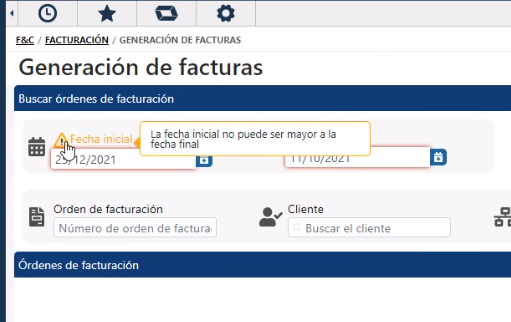 F&C / FACTURACIÓN / GENERACIÓN DE FACTURAS
Generación de facturas
Buscar órdenes de facturación
Fecha inicial
La fecha inicial no puede ser mayor a la
fecha final
/12/2021
11/10/2021
Orden de facturación
Número de orden de factura
Cliente
Buscar el cliente
Órdenes de facturación